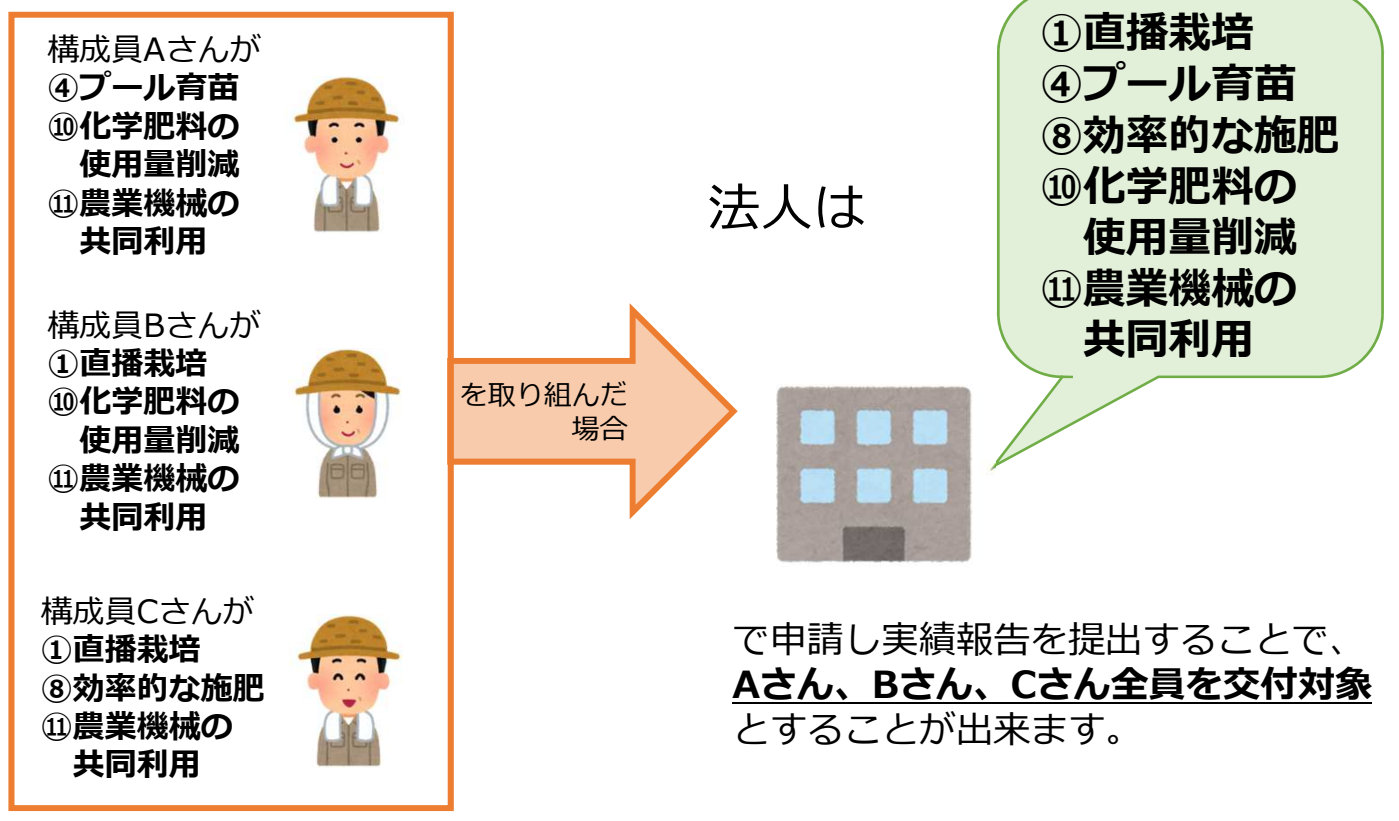 構成員Aさんが
④プール育苗
⑩化学肥料の
使用量削減
⑪農業機械の
共同利用
構成員Bさんが
①直播栽培
⑩化学肥料の
使用量削減
⑪農業機械の
共同利用
構成員Cさんが
①直播栽培
⑧効率的な施肥
⑪農業機械の
共同利用
を取り組んだ
場合
法人は
①直播栽培
④プール育苗
⑧効率的な施肥
⑩化学肥料の
使用量削減
⑪農業機械の
共同利用
で申請し実績報告を提出することで、
Aさん、Bさん、Cさん全員を交付対象
とすることが出来ます。